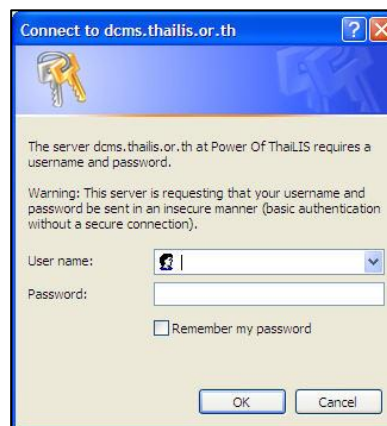 Connect to dcms.thailis.or.th
The server dcms.thailis.or.th at Power Of ThaiLIS requires a
username and password.
Warning: This server is requesting that your username and
password be sent in an insecure manner (basic authentication
without a secure connection).
User name:
Password:
Remember my password
OK Cancel